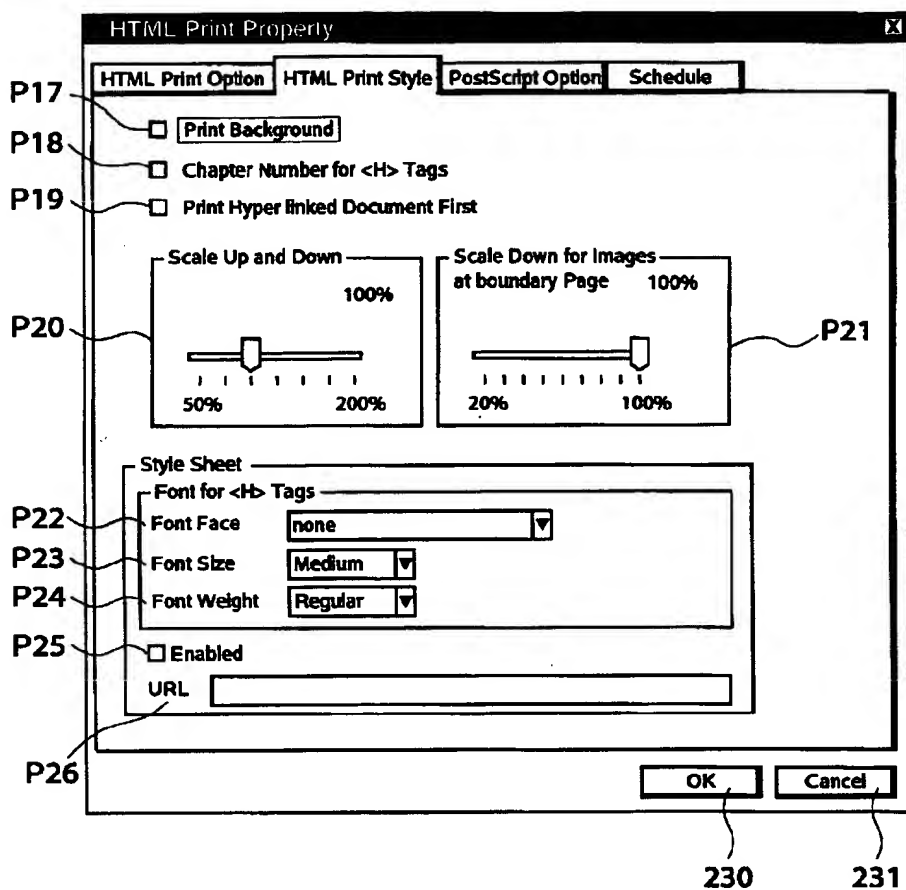 HTML Print Property X
HTML Print Option HTML Print Style PostScript Option Schedule
P17 Print Background
P18 Chapter Number for <H> Tags
P19 Print Hyper linked Document First
Scale Up and Down Scale Down for Images
at boundary Page 100%
100%
P20 P21
50% 200% 20% 100%
Style Sheet
Font for <H> Tags
P22 Font Face none
P23 Font Size Medium
P24 Font Weight Regular
P25 Enabled
URL
P26
OK Cancel
230 231